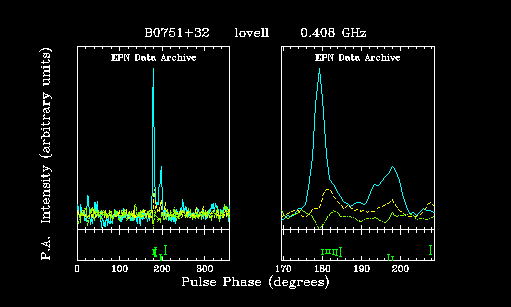 B0751+32 lovell 0.408 GHz
EPN Data Archive EPN Data Archive
Intensity (arbitrary units)
P.A.
0 100 200 300 170 180 190 200
Pulse Phase (degrees)